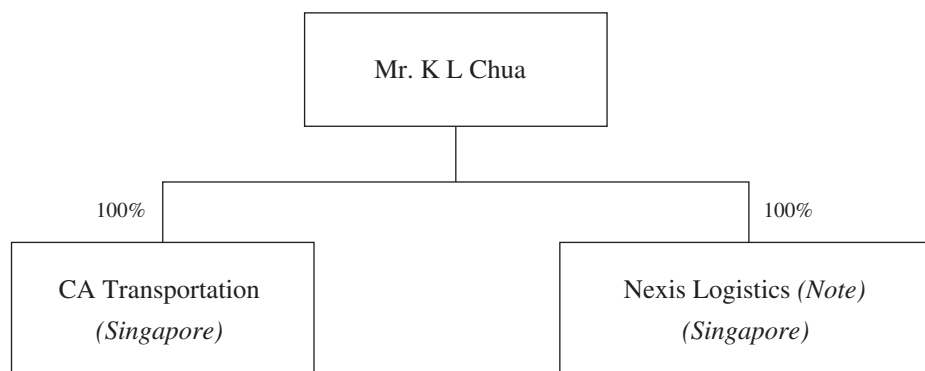 Mr. K L Chua
100%
100%
CA Transportation
(Singapore)
Nexis Logistics (Note)
(Singapore)